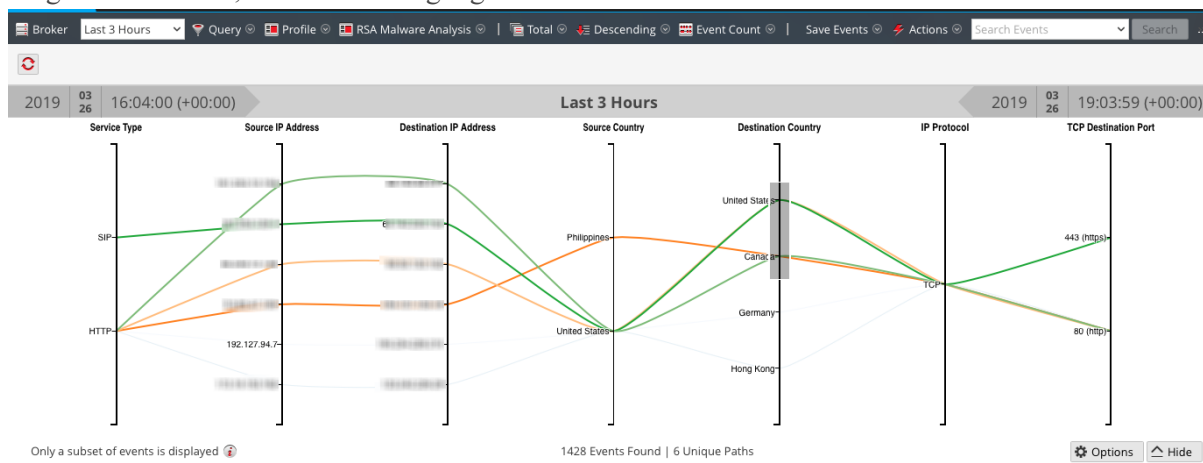 Broker Last 3 Hours Query Profile RSA Malware Analysis | Total Descending Event Count | Save Events Actions Search Events Search ..
2019 03 26 16:04:00 (+00:00) Last 3 Hours 2019 03 26 19:03:59 (+00:00)
Service Type Source IP Address Destination IP Address Source Country Destination Country IP Protocol TCP Destination Port
United States
SIP Philippines 443 (https)
Canada
TCP
Germany
HTTP United States 80 (http)
192.127.94.7
Hong Kong
Only a subset of events is displayed 1428 Events Found | 6 Unique Paths Options Hide